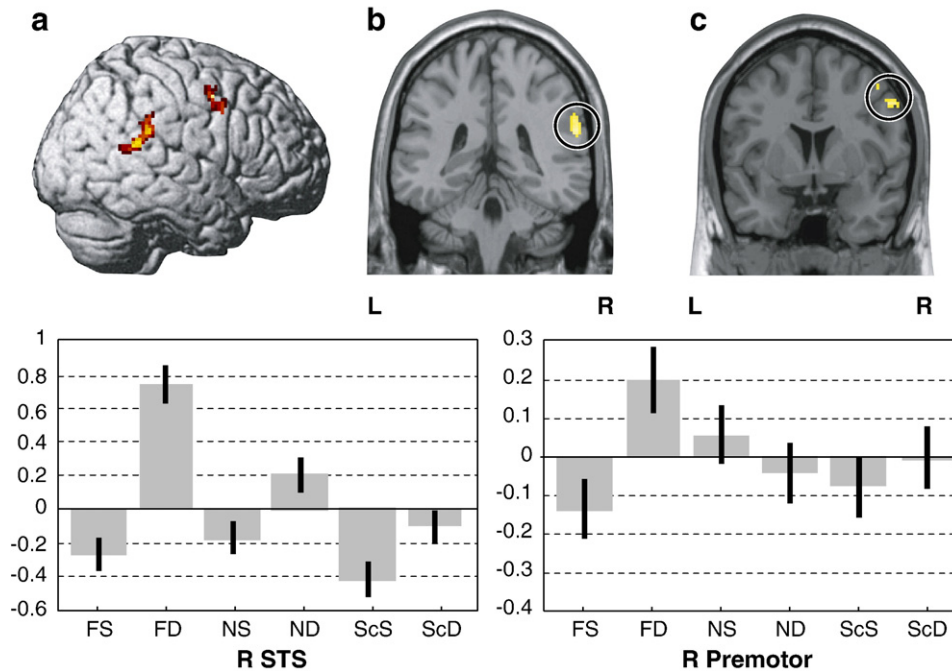 a b c
L R L R
1
0.8
0.6
0.4
0.2
0
-0.2
-0.4
-0.6
FS FD NS ND ScS ScD
R STS
0.3
0.2
0.1
0
-0.1
-0.2
-0.3
-0.4
FS FD NS ND ScS ScD
R Premotor